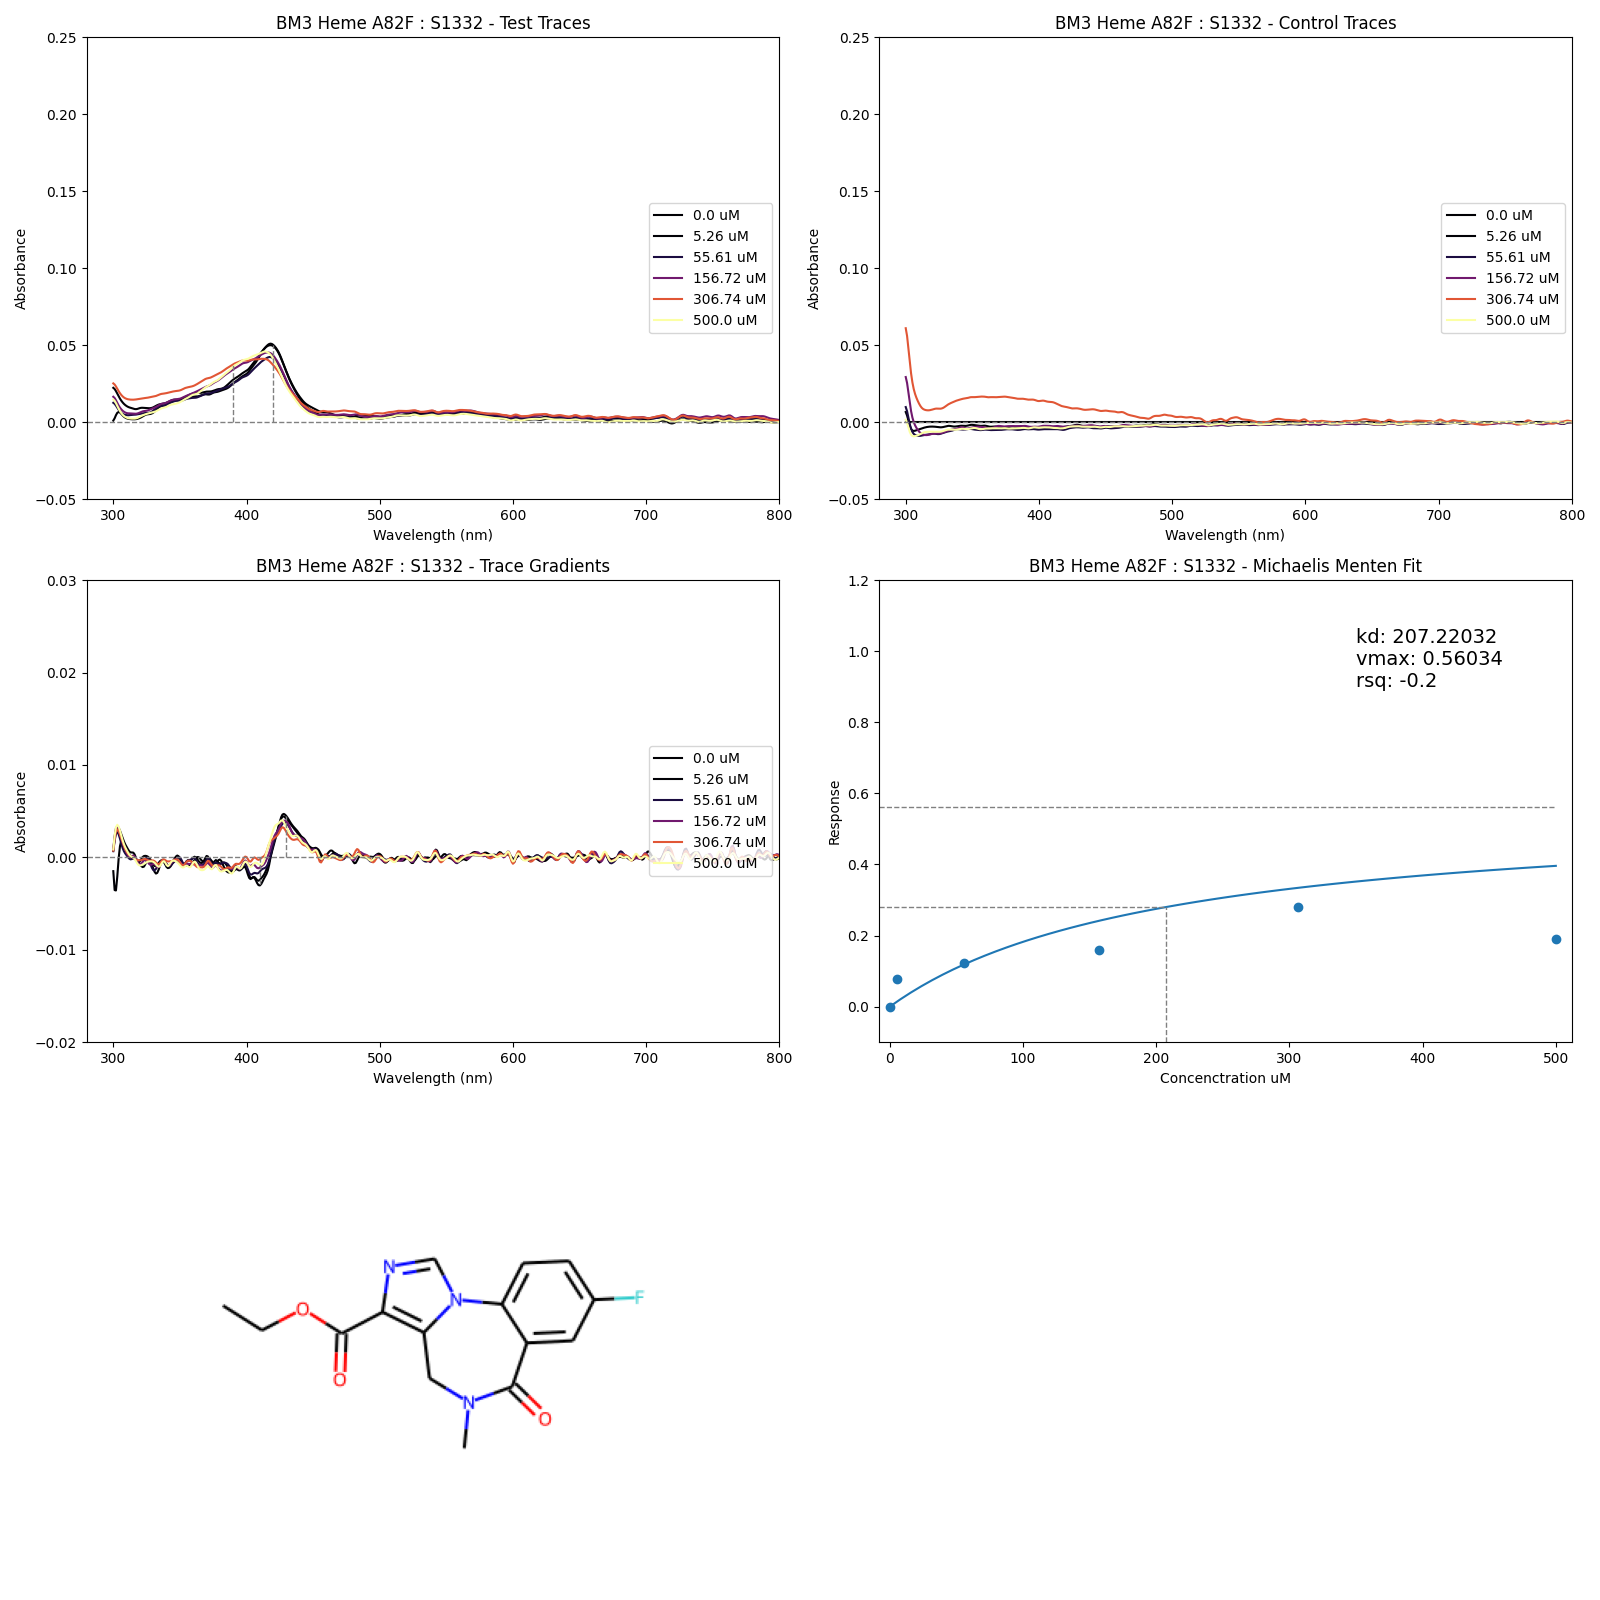 BM3 Heme A82F : S1332 - Test Traces
0.25
0.20
0.15
0.10
0.05
0.00
−0.05
Absorbance
300 400 500 600 700 800
Wavelength (nm)
0.0 uM
5.26 uM
55.61 uM
156.72 uM
306.74 uM
500.0 uM
BM3 Heme A82F : S1332 - Control Traces
0.25
0.20
0.15
0.10
0.05
0.00
−0.05
Absorbance
300 400 500 600 700 800
Wavelength (nm)
0.0 uM
5.26 uM
55.61 uM
156.72 uM
306.74 uM
500.0 uM
BM3 Heme A82F : S1332 - Trace Gradients
0.03
0.02
0.01
0.00
−0.01
−0.02
Absorbance
300 400 500 600 700 800
Wavelength (nm)
0.0 uM
5.26 uM
55.61 uM
156.72 uM
306.74 uM
500.0 uM
BM3 Heme A82F : S1332 - Michaelis Menten Fit
1.2
1.0
0.8
0.6
0.4
0.2
0.0
Response
kd: 207.22032
vmax: 0.56034
rsq: -0.2
0 100 200 300 400 500
Concenctration uM
N
N
F
O
O
N
O